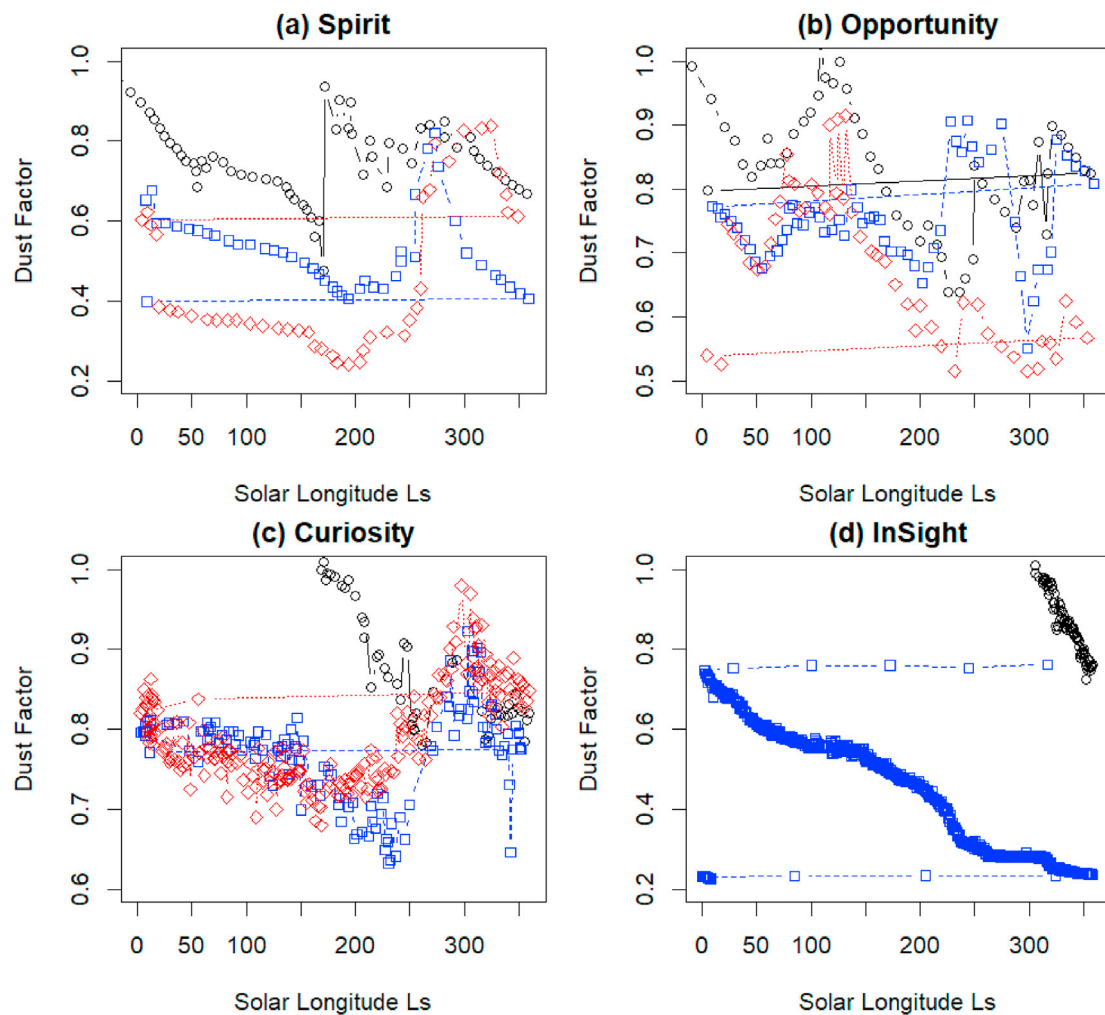 (a) Spirit
Dust Factor
1.0
0.8
0.6
0.4
0.2
0 50 100 200 300
Solar Longitude Ls
(b) Opportunity
Dust Factor
1.0
0.9
0.8
0.7
0.6
0.5
0 50 100 200 300
Solar Longitude Ls
(c) Curiosity
Dust Factor
1.0
0.9
0.8
0.7
0.6
0 50 100 200 300
Solar Longitude Ls
(d) InSight
Dust Factor
1.0
0.8
0.6
0.4
0.2
0 50 100 200 300
Solar Longitude Ls